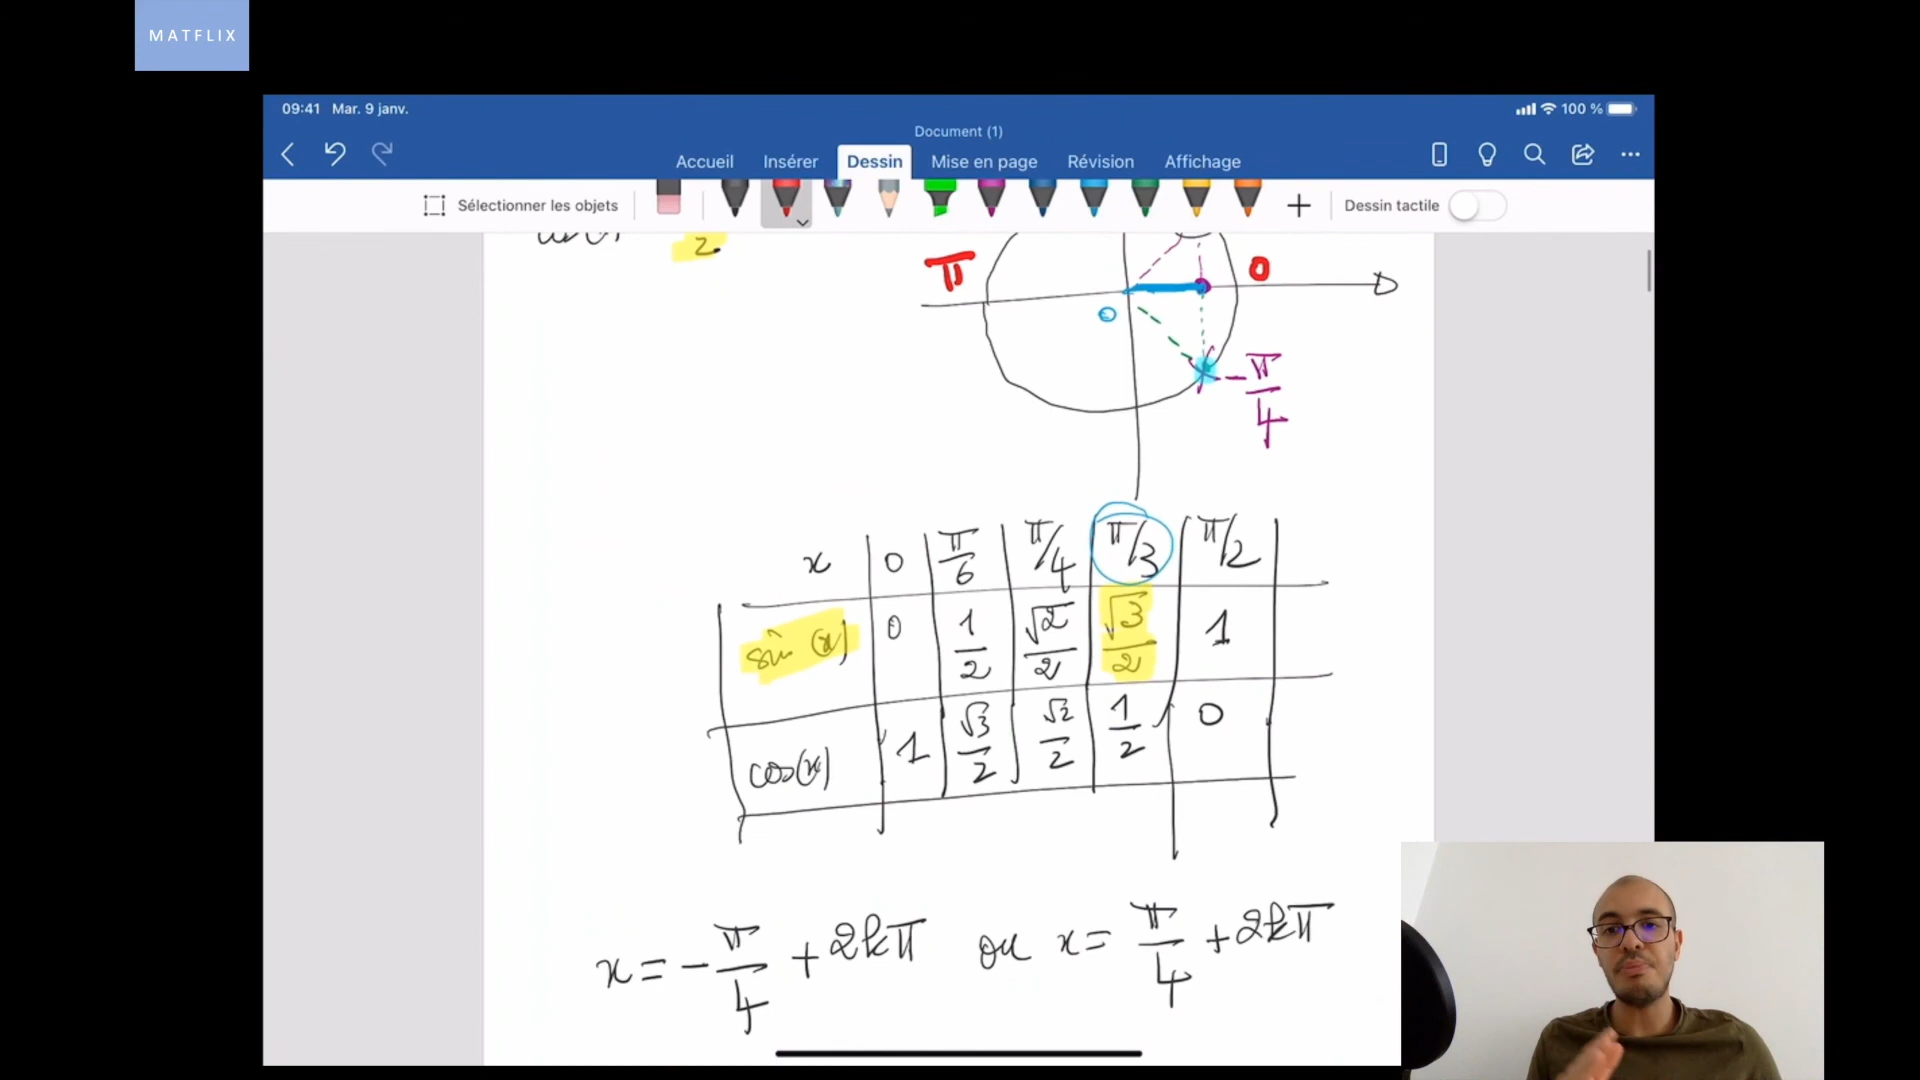 MATFLIX
09:41 Mar. 9 janv.
100 %
Document (1)
Accueil Insérer Dessin Mise en page Révision Affichage
Sélectionner les objets
Dessin tactile
2
π 0
0
-π/4
x 0 π/6 π/4 π/3 π/2
sin(x) 0 1/2 √2/2 √3/2 1
cos(x) 1 √3/2 √2/2 1/2 0
x = -π/4 + 2kπ ou x = π/4 + 2kπ